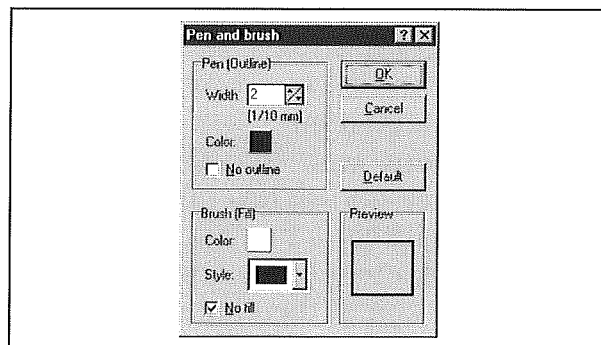 Pen and brush
Pen (Outline)
Width: 2
(1/10 mm)
Color:
No outline
OK
Cancel
Default
Brush (Fill)
Color:
Style:
No fill
Preview